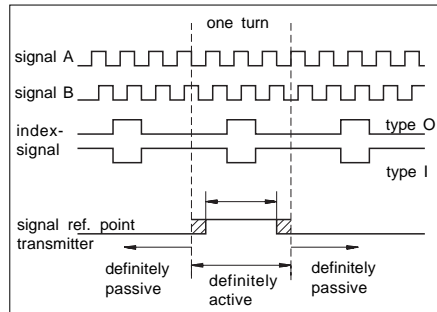 one turn
signal A
signal B
index-
signal
type O
type I
signal ref. point
transmitter
definitely
passive
definitely
active
definitely
passive